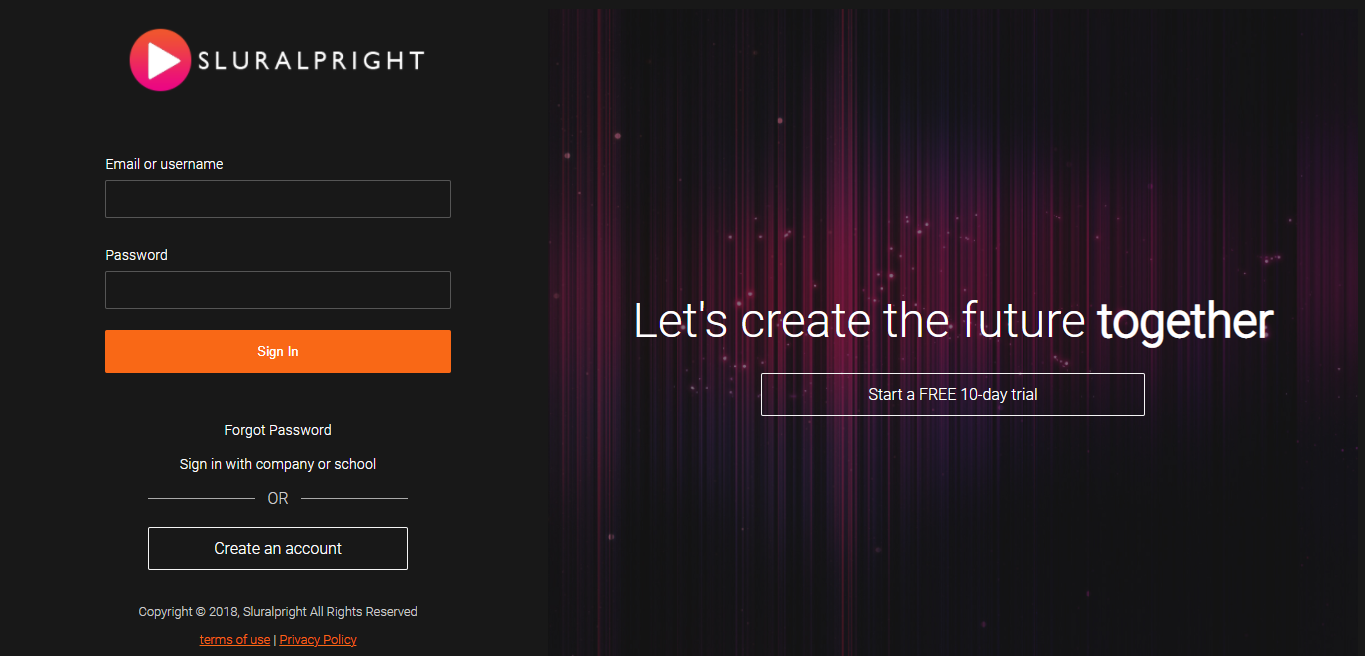 SLURALPRIGHT
Email or username
Password
Sign In
Forgot Password
Sign in with company or school
OR
Create an account
Copyright © 2018, Sluralpright All Rights Reserved
terms of use | Privacy Policy
Let's create the future together
Start a FREE 10-day trial